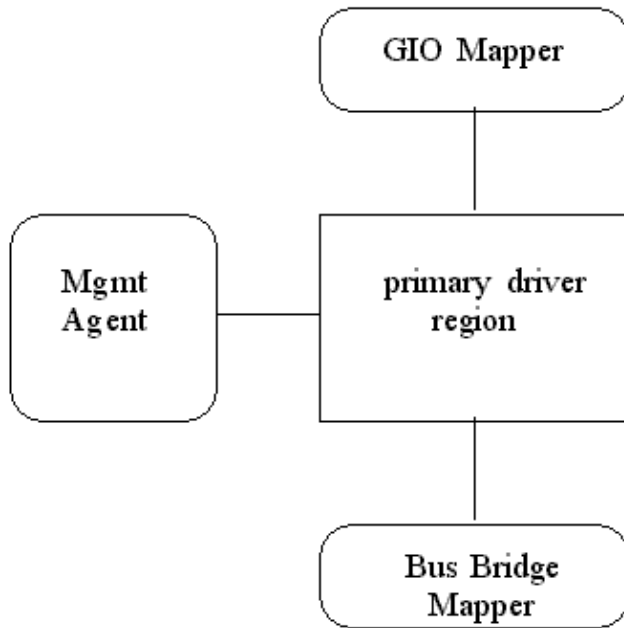 GIO Mapper
Mgmt
Agent
primary driver
region
Bus Bridge
Mapper